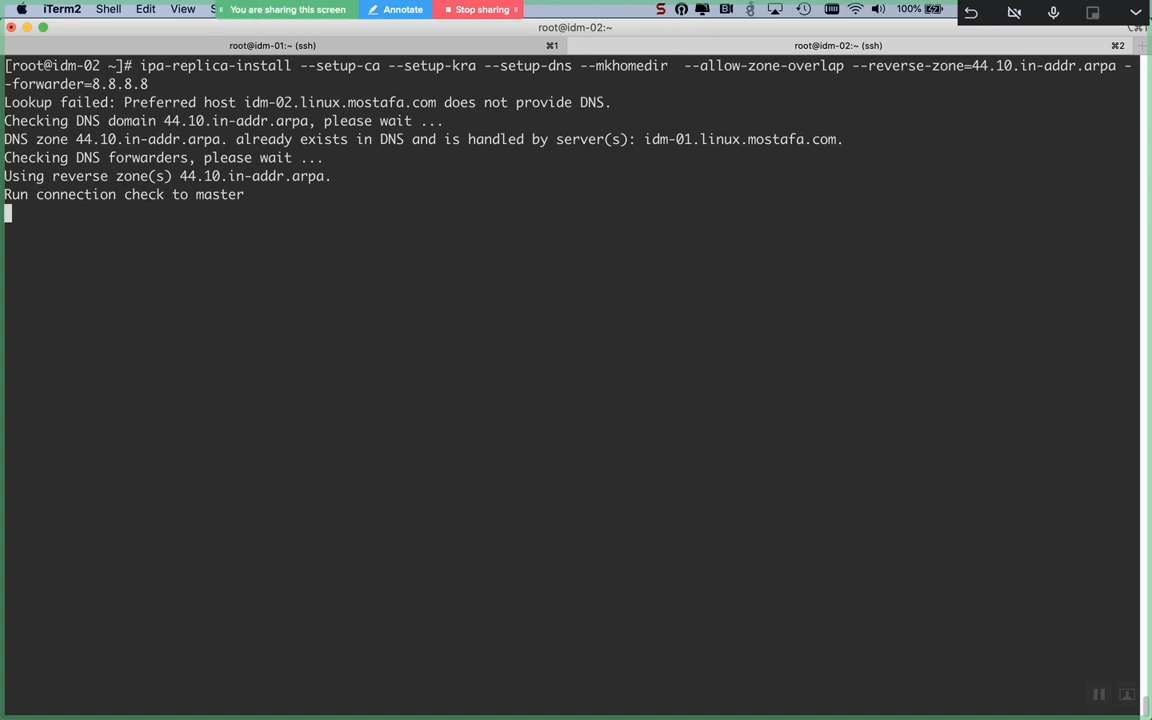 iTerm2 Shell Edit View S You are sharing this screen Annotate Stop sharing 100%
root@idm-02:~
root@idm-01:~ (ssh) ⌘1 root@idm-02:~ (ssh) ⌘2
[root@idm-02 ~]# ipa-replica-install --setup-ca --setup-kra --setup-dns --mkhomedir  --allow-zone-overlap --reverse-zone=44.10.in-addr.arpa -
-forwarder=8.8.8.8
Lookup failed: Preferred host idm-02.linux.mostafa.com does not provide DNS.
Checking DNS domain 44.10.in-addr.arpa, please wait ...
DNS zone 44.10.in-addr.arpa. already exists in DNS and is handled by server(s): idm-01.linux.mostafa.com.
Checking DNS forwarders, please wait ...
Using reverse zone(s) 44.10.in-addr.arpa.
Run connection check to master